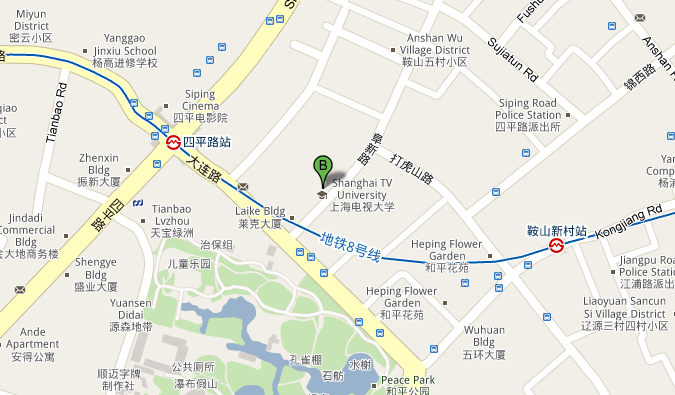 Miyun
District
密云小区
Yanggao
Jinxiu School
杨高进修学校
Anshan Wu
Village District
鞍山五村小区
Sujiatun Rd
Anshan Rd
锦西路
Tianbao Rd
Siping
Cinema
四平电影院
Siping Road
Police Station
四平路派出所
四平路站
大连路
阜新路
打虎山路
B
Zhenxin
Bldg
振新大厦
四平路
Shanghai TV
University
上海电视大学
Tianbao
Lvzhou
天宝绿洲
Laike Bldg
莱克大厦
地铁8号线
鞍山新村站
Kongjiang Rd
Jindadi
Commercial
Bldg
金大地商务楼
治保组
儿童乐园
Heping Flower
Garden
和平花苑
Jiangpu Road
Police Station
江浦路派出所
Shengye
Bldg
盛业大厦
Yuansen
Didai
源森地带
Heping Flower
Garden
和平花苑
Liaoyuan Sancun
Si Village District
辽源三村四村小区
Ande
Apartment
安得公寓
Wuhuan
Bldg
五环大厦
顺迈字牌
制作社
公共厕所
瀑布假山
孔雀棚
石舫
水榭
Peace Park
和平公园